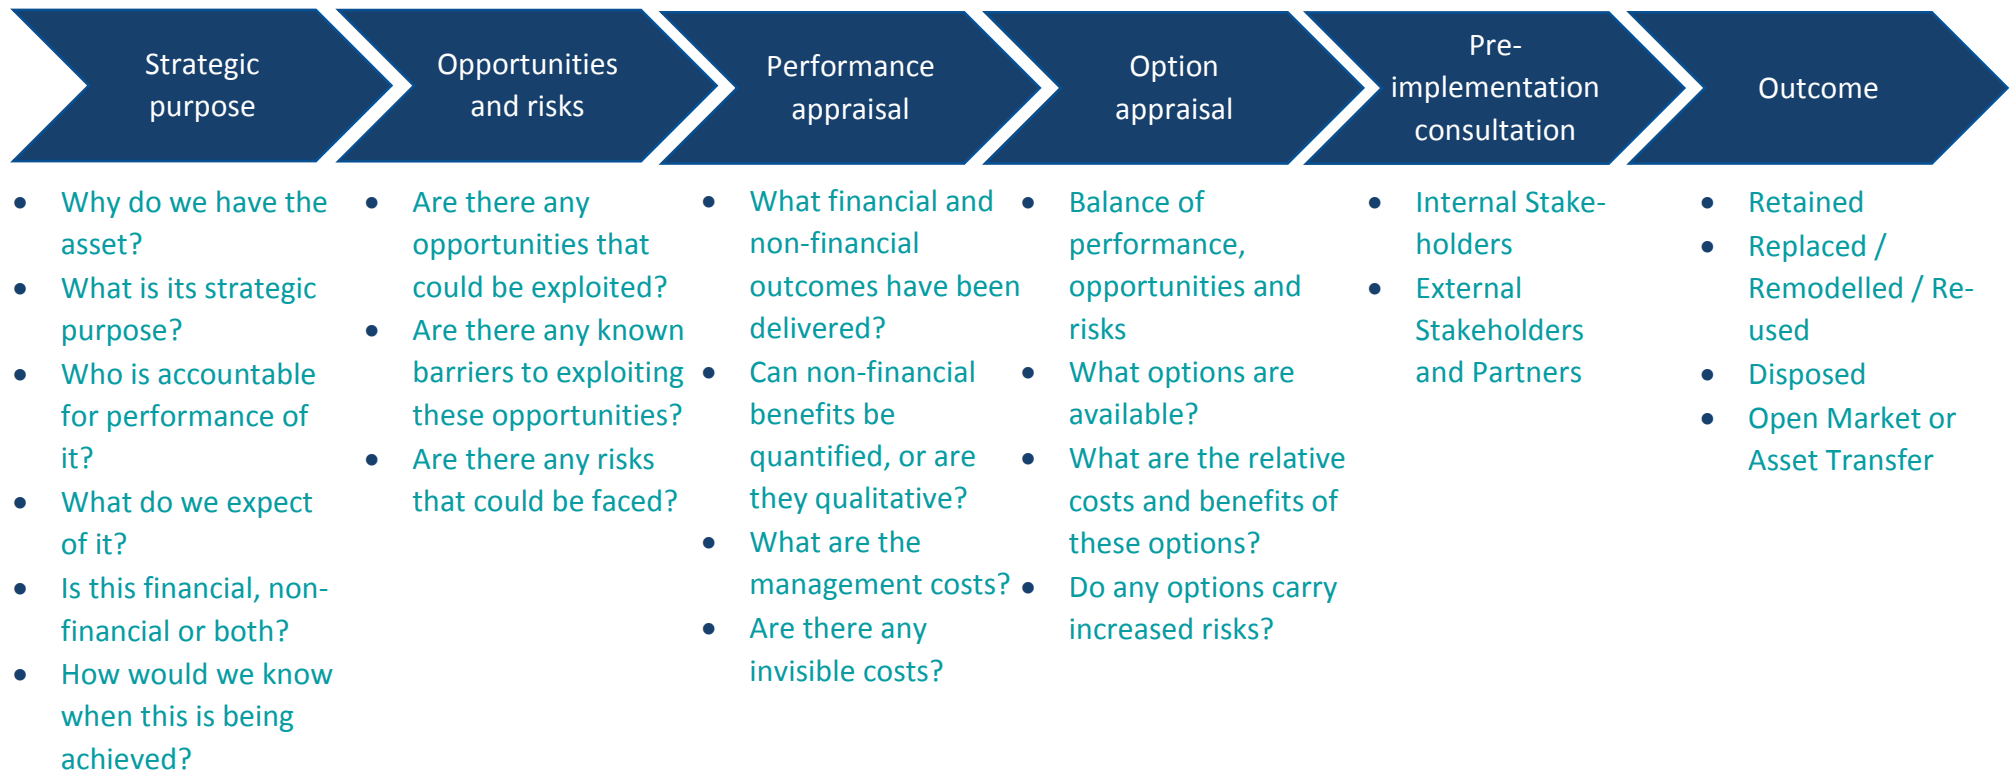 Strategic
purpose
Opportunities
and risks
Performance
appraisal
Option
appraisal
Pre-
implementation
consultation
Outcome
• Why do we have the
asset?
• What is its strategic
purpose?
• Who is accountable
for performance of
it?
• What do we expect
of it?
• Is this financial, non-
financial or both?
• How would we know
when this is being
achieved?
• Are there any
opportunities that
could be exploited?
• Are there any known
barriers to exploiting
these opportunities?
• Are there any risks
that could be faced?
• What financial and
non-financial
outcomes have been
delivered?
• Can non-financial
benefits be
quantified, or are
they qualitative?
• What are the
management costs?
• Are there any
invisible costs?
• Balance of
performance,
opportunities and
risks
• What options are
available?
• What are the relative
costs and benefits of
these options?
• Do any options carry
increased risks?
• Internal Stake-
holders
• External
Stakeholders
and Partners
• Retained
• Replaced /
Remodelled / Re-
used
• Disposed
• Open Market or
Asset Transfer